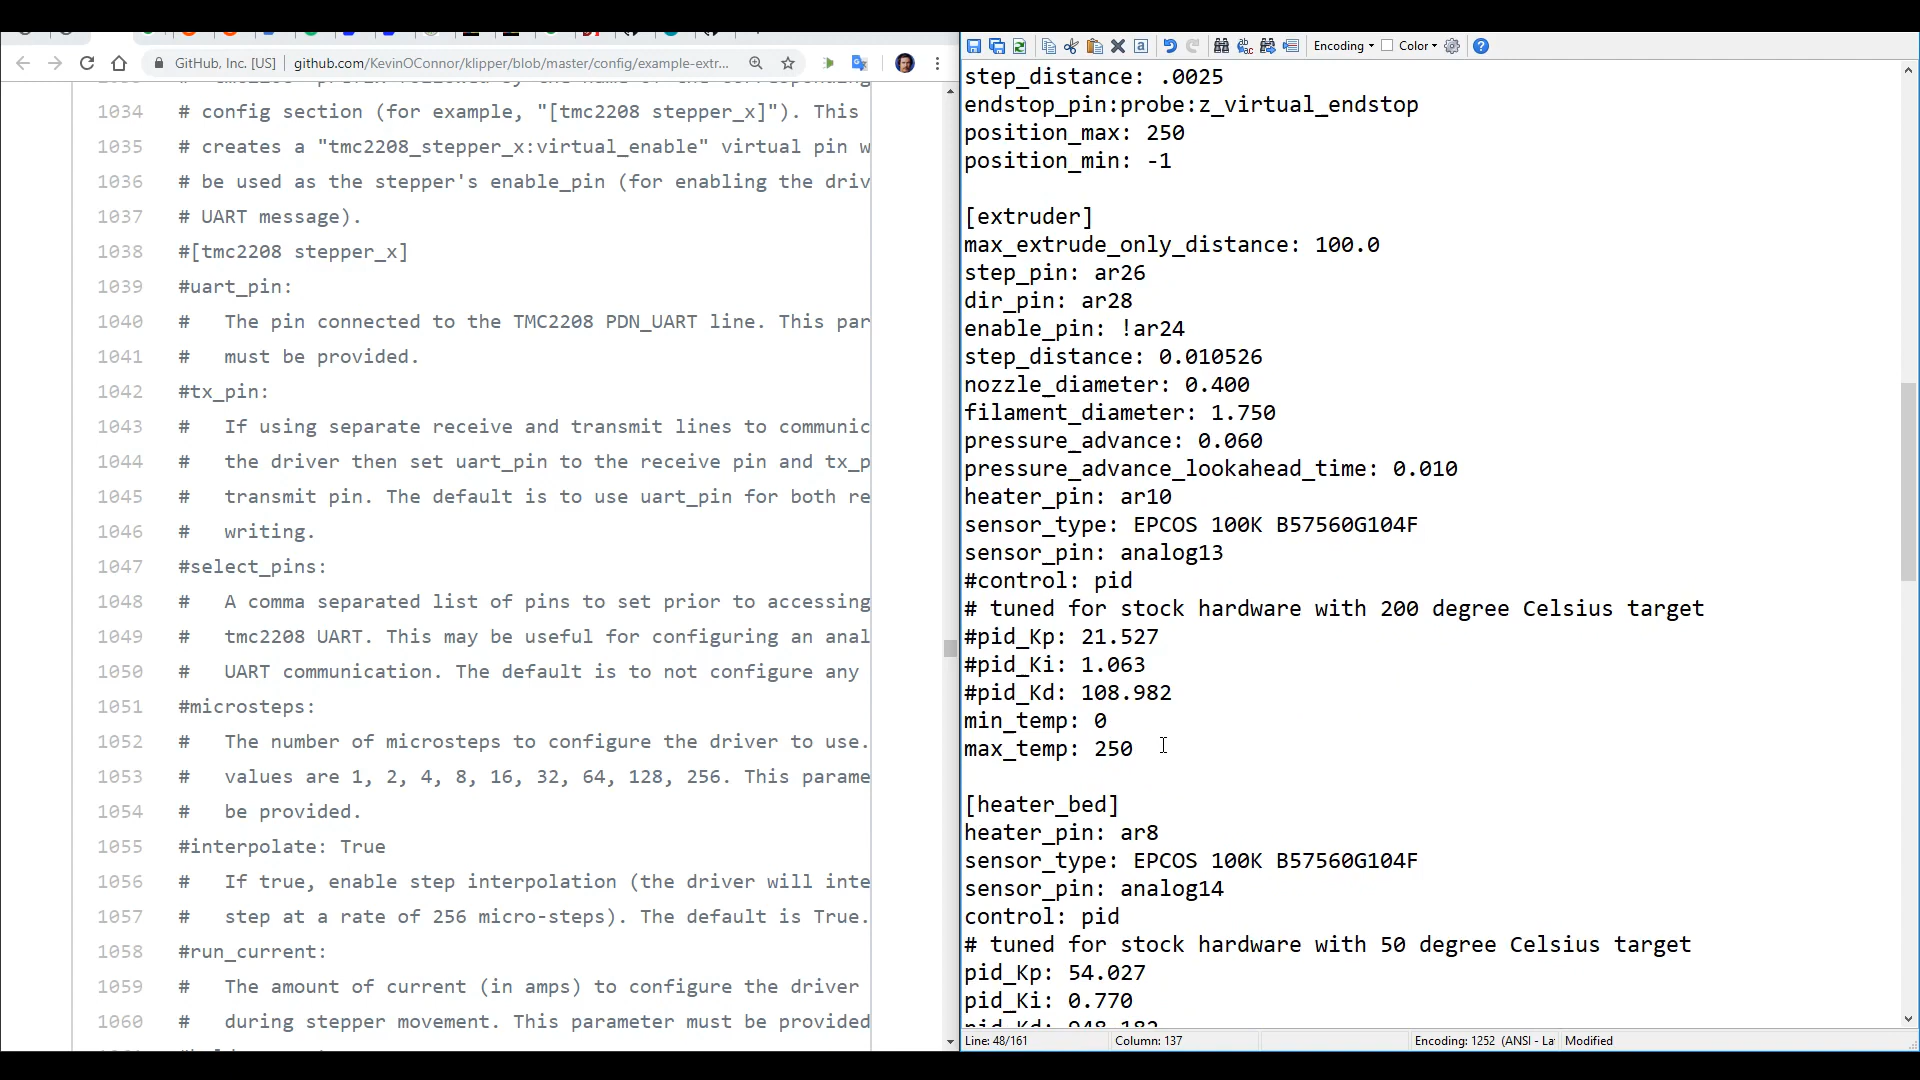 GitHub, Inc. [US]
github.com/KevinOConnor/klipper/blob/master/config/example-extr...
1034 # config section (for example, "[tmc2208 stepper_x]"). This
1035 # creates a "tmc2208_stepper_x:virtual_enable" virtual pin w
1036 # be used as the stepper's enable_pin (for enabling the driv
1037 # UART message).
1038 #[tmc2208 stepper_x]
1039 #uart_pin:
1040 # The pin connected to the TMC2208 PDN_UART line. This par
1041 # must be provided.
1042 #tx_pin:
1043 # If using separate receive and transmit lines to communic
1044 # the driver then set uart_pin to the receive pin and tx_p
1045 # transmit pin. The default is to use uart_pin for both re
1046 # writing.
1047 #select_pins:
1048 # A comma separated list of pins to set prior to accessing
1049 # tmc2208 UART. This may be useful for configuring an anal
1050 # UART communication. The default is to not configure any
1051 #microsteps:
1052 # The number of microsteps to configure the driver to use.
1053 # values are 1, 2, 4, 8, 16, 32, 64, 128, 256. This parame
1054 # be provided.
1055 #interpolate: True
1056 # If true, enable step interpolation (the driver will inte
1057 # step at a rate of 256 micro-steps). The default is True.
1058 #run_current:
1059 # The amount of current (in amps) to configure the driver
1060 # during stepper movement. This parameter must be provided
Encoding
Color
step_distance: .0025
endstop_pin:probe:z_virtual_endstop
position_max: 250
position_min: -1
[extruder]
max_extrude_only_distance: 100.0
step_pin: ar26
dir_pin: ar28
enable_pin: !ar24
step_distance: 0.010526
nozzle_diameter: 0.400
filament_diameter: 1.750
pressure_advance: 0.060
pressure_advance_lookahead_time: 0.010
heater_pin: ar10
sensor_type: EPCOS 100K B57560G104F
sensor_pin: analog13
#control: pid
# tuned for stock hardware with 200 degree Celsius target
#pid_Kp: 21.527
#pid_Ki: 1.063
#pid_Kd: 108.982
min_temp: 0
max_temp: 250
[heater_bed]
heater_pin: ar8
sensor_type: EPCOS 100K B57560G104F
sensor_pin: analog14
control: pid
# tuned for stock hardware with 50 degree Celsius target
pid_Kp: 54.027
pid_Ki: 0.770
pid_Kd: 948.182
Line: 48/161
Column: 137
Encoding: 1252 (ANSI - La
Modified